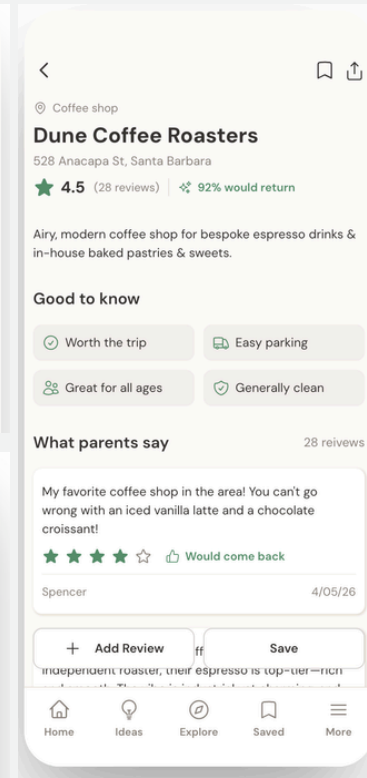 Coffee shop
Dune Coffee Roasters
528 Anacapa St, Santa Barbara
4.5 (28 reviews) 92% would return
Airy, modern coffee shop for bespoke espresso drinks &
in-house baked pastries & sweets.
Good to know
Worth the trip Easy parking
Great for all ages Generally clean
What parents say 28 reivews
My favorite coffee shop in the area! You can't go
wrong with an iced vanilla latte and a chocolate
croissant!
Would come back
Spencer 4/05/26
Add Review ff Save
independent roaster, their espresso is top-tier—rich
Home Ideas Explore Saved More